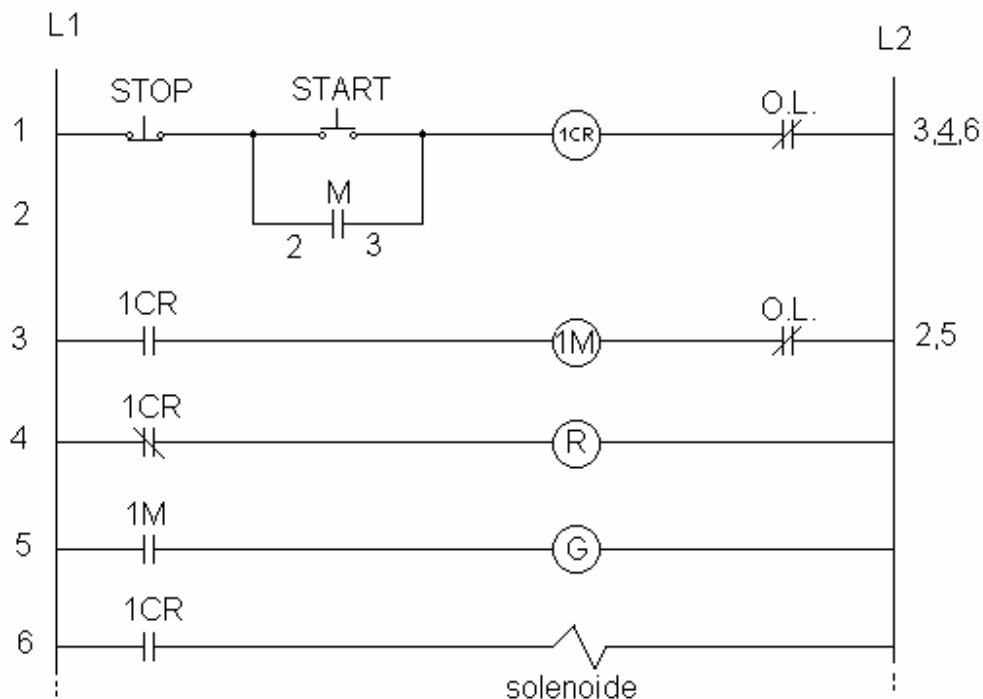 L1
L2
STOP
START
O.L.
1
1CR
3,4,6
M
2
2
3
1CR
O.L.
3
1M
2,5
1CR
4
R
1M
5
G
1CR
6
solenoide